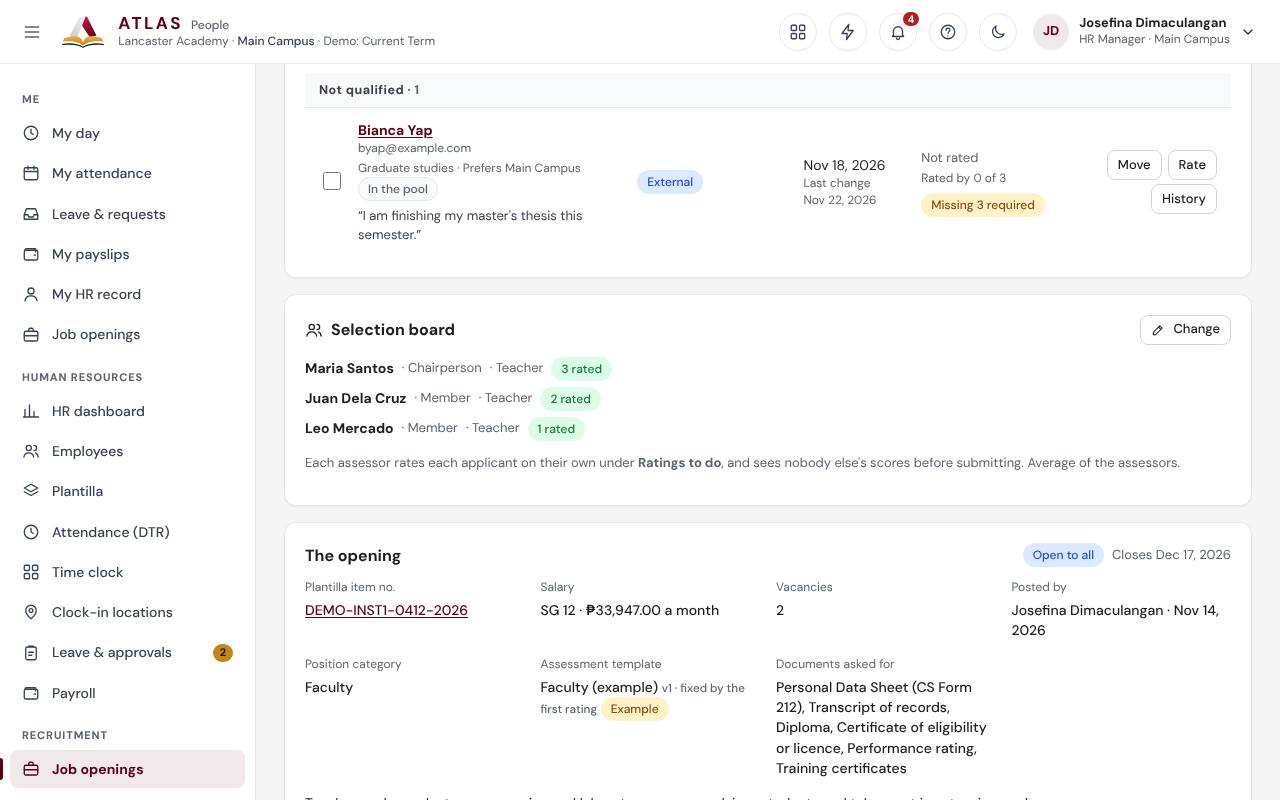 ATLAS People
Lancaster Academy · Main Campus · Demo: Current Term
4
JD
Josefina Dimaculangan
HR Manager · Main Campus
ME
My day
My attendance
Leave & requests
My payslips
My HR record
Job openings
HUMAN RESOURCES
HR dashboard
Employees
Plantilla
Attendance (DTR)
Time clock
Clock-in locations
Leave & approvals 2
Payroll
RECRUITMENT
Job openings
Not qualified · 1
Bianca Yap
byap@example.com
Graduate studies · Prefers Main Campus
In the pool
“I am finishing my master's thesis this
semester.”
External
Nov 18, 2026
Last change
Nov 22, 2026
Not rated
Rated by 0 of 3
Missing 3 required
Move Rate
History
Selection board
Change
Maria Santos · Chairperson · Teacher 3 rated
Juan Dela Cruz · Member · Teacher 2 rated
Leo Mercado · Member · Teacher 1 rated
Each assessor rates each applicant on their own under Ratings to do, and sees nobody else's scores before submitting. Average of the assessors.
The opening
Open to all Closes Dec 17, 2026
Plantilla item no.
DEMO-INST1-0412-2026
Salary
SG 12 · ₱33,947.00 a month
Vacancies
2
Posted by
Josefina Dimaculangan · Nov 14,
2026
Position category
Faculty
Assessment template
Faculty (example) v1 · fixed by the
first rating Example
Documents asked for
Personal Data Sheet (CS Form
212), Transcript of records,
Diploma, Certificate of eligibility
or licence, Performance rating,
Training certificates